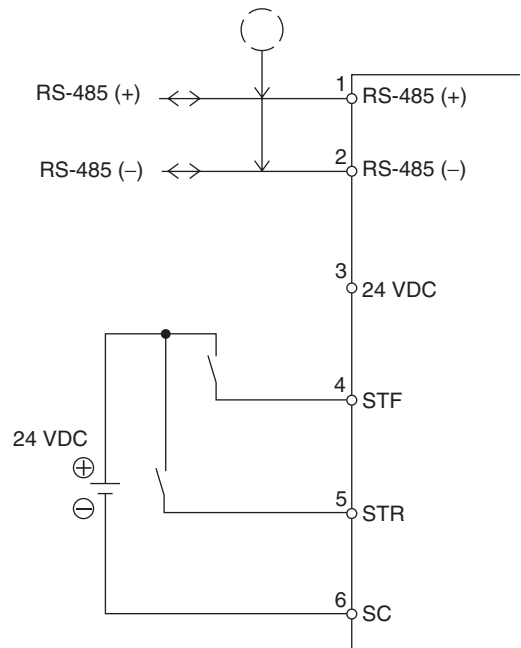 1
RS-485 (+) RS-485 (+)
2
RS-485 (–) RS-485 (–)
3
24 VDC
4
STF
24 VDC
+
–
5
STR
6
SC